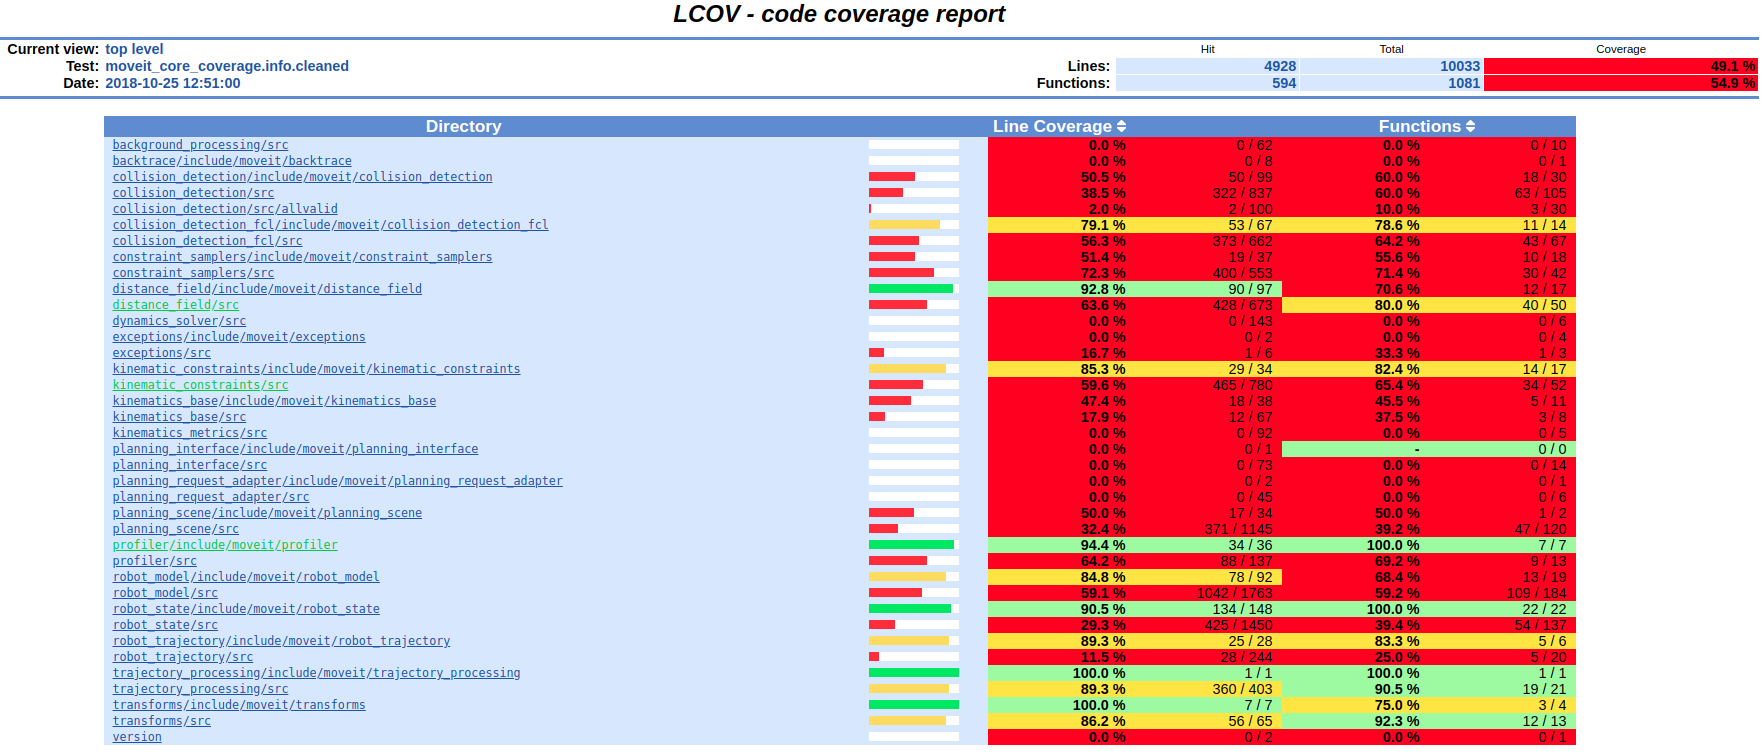 LCOV - code coverage report
Current view: top level Hit Total Coverage
Test: moveit_core_coverage.info.cleaned Lines: 4928 10033 49.1 %
Date: 2018-10-25 12:51:00 Functions: 594 1081 54.9 %
Directory Line Coverage Functions
background_processing/src 0.0 % 0 / 62 0.0 % 0 / 10
backtrace/include/moveit/backtrace 0.0 % 0 / 8 0.0 % 0 / 1
collision_detection/include/moveit/collision_detection 50.5 % 50 / 99 60.0 % 18 / 30
collision_detection/src 38.5 % 322 / 837 60.0 % 63 / 105
collision_detection/src/allvalid 2.0 % 2 / 100 10.0 % 3 / 30
collision_detection_fcl/include/moveit/collision_detection_fcl 79.1 % 53 / 67 78.6 % 11 / 14
collision_detection_fcl/src 56.3 % 373 / 662 64.2 % 43 / 67
constraint_samplers/include/moveit/constraint_samplers 51.4 % 19 / 37 55.6 % 10 / 18
constraint_samplers/src 72.3 % 400 / 553 71.4 % 30 / 42
distance_field/include/moveit/distance_field 92.8 % 90 / 97 70.6 % 12 / 17
distance_field/src 63.6 % 428 / 673 80.0 % 40 / 50
dynamics_solver/src 0.0 % 0 / 143 0.0 % 0 / 6
exceptions/include/moveit/exceptions 0.0 % 0 / 2 0.0 % 0 / 4
exceptions/src 16.7 % 1 / 6 33.3 % 1 / 3
kinematic_constraints/include/moveit/kinematic_constraints 85.3 % 29 / 34 82.4 % 14 / 17
kinematic_constraints/src 59.6 % 465 / 780 65.4 % 34 / 52
kinematics_base/include/moveit/kinematics_base 47.4 % 18 / 38 45.5 % 5 / 11
kinematics_base/src 17.9 % 12 / 67 37.5 % 3 / 8
kinematics_metrics/src 0.0 % 0 / 92 0.0 % 0 / 5
planning_interface/include/moveit/planning_interface 0.0 % 0 / 1 - 0 / 0
planning_interface/src 0.0 % 0 / 73 0.0 % 0 / 14
planning_request_adapter/include/moveit/planning_request_adapter 0.0 % 0 / 2 0.0 % 0 / 1
planning_request_adapter/src 0.0 % 0 / 45 0.0 % 0 / 6
planning_scene/include/moveit/planning_scene 50.0 % 17 / 34 50.0 % 1 / 2
planning_scene/src 32.4 % 371 / 1145 39.2 % 47 / 120
profiler/include/moveit/profiler 94.4 % 34 / 36 100.0 % 7 / 7
profiler/src 64.2 % 88 / 137 69.2 % 9 / 13
robot_model/include/moveit/robot_model 84.8 % 78 / 92 68.4 % 13 / 19
robot_model/src 59.1 % 1042 / 1763 59.2 % 109 / 184
robot_state/include/moveit/robot_state 90.5 % 134 / 148 100.0 % 22 / 22
robot_state/src 29.3 % 425 / 1450 39.4 % 54 / 137
robot_trajectory/include/moveit/robot_trajectory 89.3 % 25 / 28 83.3 % 5 / 6
robot_trajectory/src 11.5 % 28 / 244 25.0 % 5 / 20
trajectory_processing/include/moveit/trajectory_processing 100.0 % 1 / 1 100.0 % 1 / 1
trajectory_processing/src 89.3 % 360 / 403 90.5 % 19 / 21
transforms/include/moveit/transforms 100.0 % 7 / 7 75.0 % 3 / 4
transforms/src 86.2 % 56 / 65 92.3 % 12 / 13
version 0.0 % 0 / 2 0.0 % 0 / 1